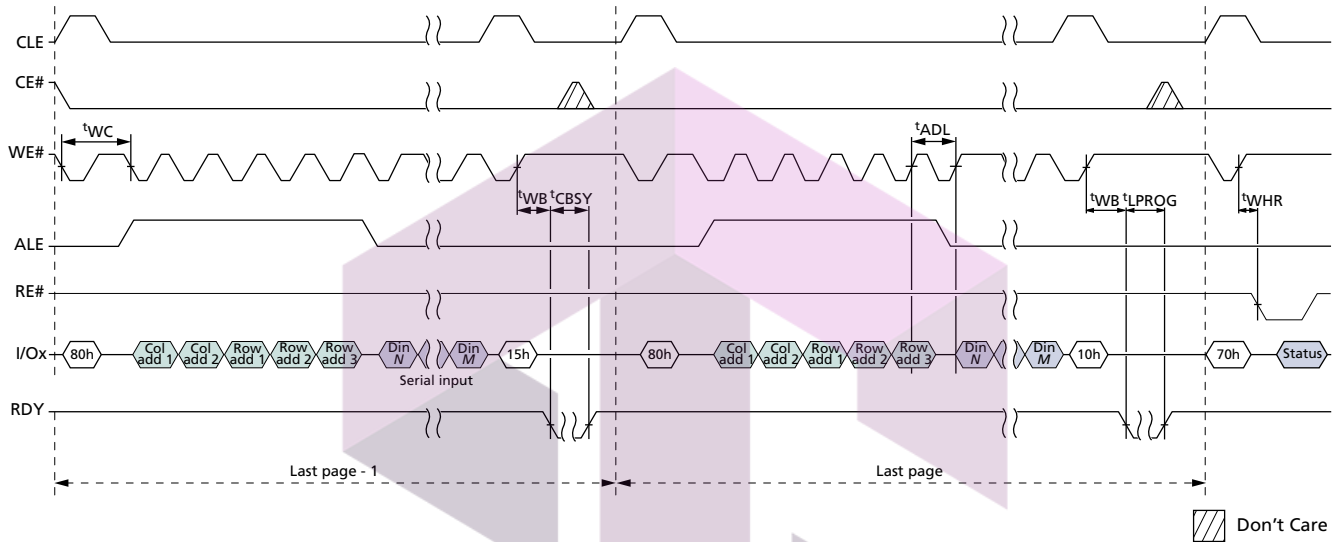 CLE
CE#
tWC
tADL
WE#
tWB tCBSY
tWB tLPROG
tWHR
ALE
RE#
I/Ox
80h
Col add 1
Col add 2
Row add 1
Row add 2
Row add 3
Din N
Din M
15h
80h
Col add 1
Col add 2
Row add 1
Row add 2
Row add 3
Din N
Din M
10h
70h
Status
Serial input
RDY
Last page - 1
Last page
Don't Care